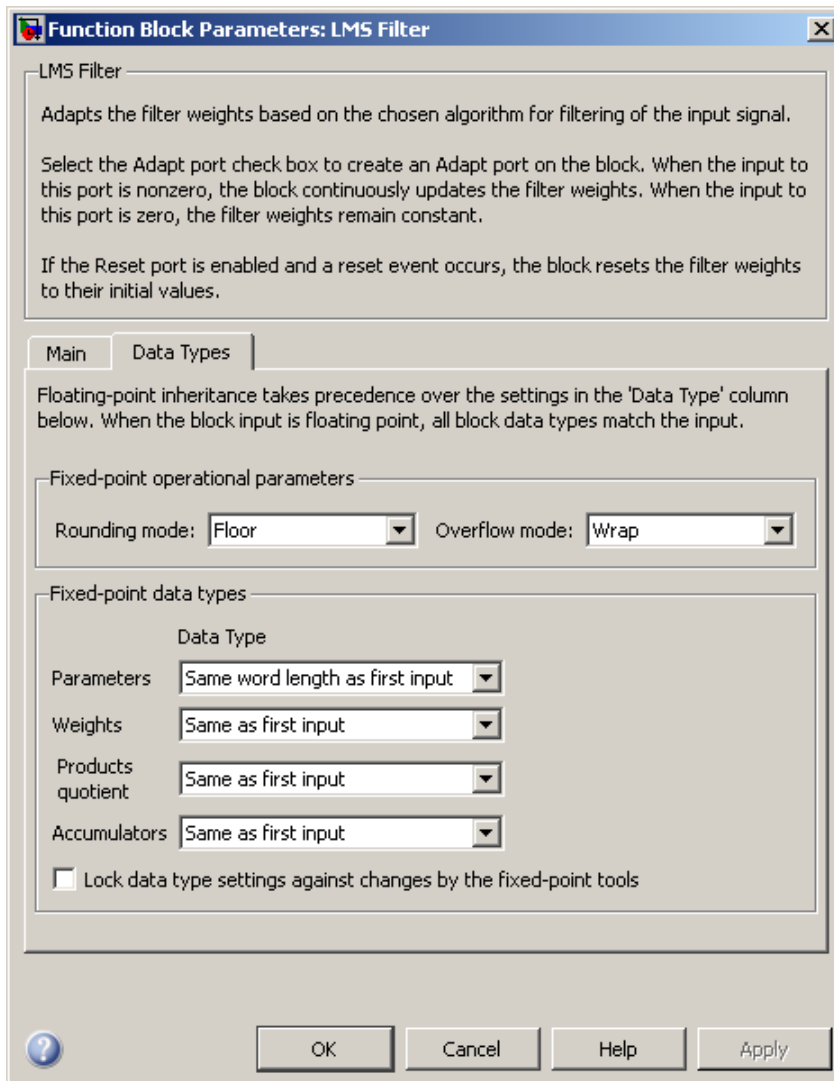 Function Block Parameters: LMS Filter
LMS Filter
Adapts the filter weights based on the chosen algorithm for filtering of the input signal.
Select the Adapt port check box to create an Adapt port on the block. When the input to
this port is nonzero, the block continuously updates the filter weights. When the input to
this port is zero, the filter weights remain constant.
If the Reset port is enabled and a reset event occurs, the block resets the filter weights
to their initial values.
Main Data Types
Floating-point inheritance takes precedence over the settings in the 'Data Type' column
below. When the block input is floating point, all block data types match the input.
Fixed-point operational parameters
Rounding mode: Floor Overflow mode: Wrap
Fixed-point data types
Data Type
Parameters Same word length as first input
Weights Same as first input
Products
quotient Same as first input
Accumulators Same as first input
Lock data type settings against changes by the fixed-point tools
? OK Cancel Help Apply